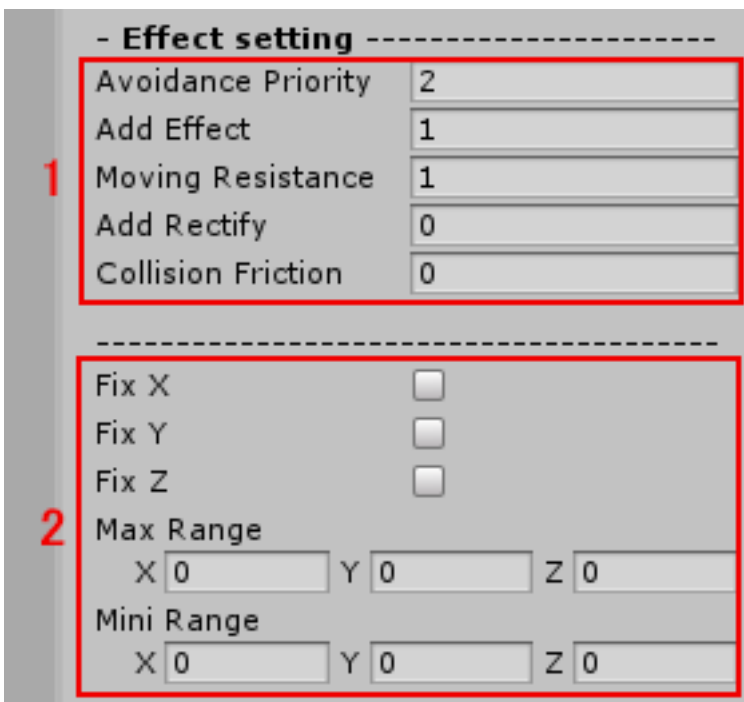 - Effect setting ----------------------
Avoidance Priority 2
Add Effect 1
1 Moving Resistance 1
Add Rectify 0
Collision Friction 0
---------------------------------------
Fix X
Fix Y
Fix Z
2 Max Range
X 0 Y 0 Z 0
Mini Range
X 0 Y 0 Z 0